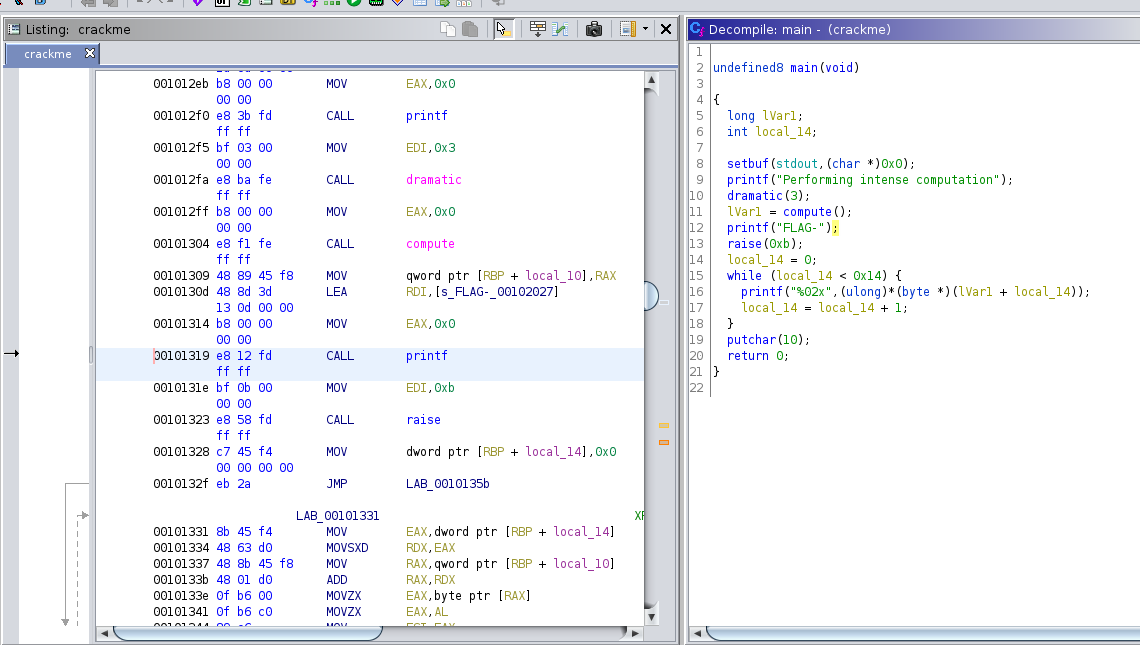 Listing: crackme
crackme
001012eb b8 00 00 MOV EAX,0x0
00 00
001012f0 e8 3b fd CALL printf
ff ff
001012f5 bf 03 00 MOV EDI,0x3
00 00
001012fa e8 ba fe CALL dramatic
ff ff
001012ff b8 00 00 MOV EAX,0x0
00 00
00101304 e8 f1 fe CALL compute
ff ff
00101309 48 89 45 f8 MOV qword ptr [RBP + local_10],RAX
0010130d 48 8d 3d LEA RDI,[s_FLAG-_00102027]
13 0d 00 00
00101314 b8 00 00 MOV EAX,0x0
00 00
00101319 e8 12 fd CALL printf
ff ff
0010131e bf 0b 00 MOV EDI,0xb
00 00
00101323 e8 58 fd CALL raise
ff ff
00101328 c7 45 f4 MOV dword ptr [RBP + local_14],0x0
00 00 00 00
0010132f eb 2a JMP LAB_0010135b
LAB_00101331
00101331 8b 45 f4 MOV EAX,dword ptr [RBP + local_14]
00101334 48 63 d0 MOVSXD RDX,EAX
00101337 48 8b 45 f8 MOV RAX,qword ptr [RBP + local_10]
0010133b 48 01 d0 ADD RAX,RDX
0010133e 0f b6 00 MOVZX EAX,byte ptr [RAX]
00101341 0f b6 c0 MOVZX EAX,AL
Decompile: main - (crackme)
1
2 undefined8 main(void)
3
4 {
5 long lVar1;
6 int local_14;
7
8 setbuf(stdout,(char *)0x0);
9 printf("Performing intense computation");
10 dramatic(3);
11 lVar1 = compute();
12 printf("FLAG-");
13 raise(0xb);
14 local_14 = 0;
15 while (local_14 < 0x14) {
16 printf("%02x",(ulong)*(byte *)(lVar1 + local_14));
17 local_14 = local_14 + 1;
18 }
19 putchar(10);
20 return 0;
21 }
22